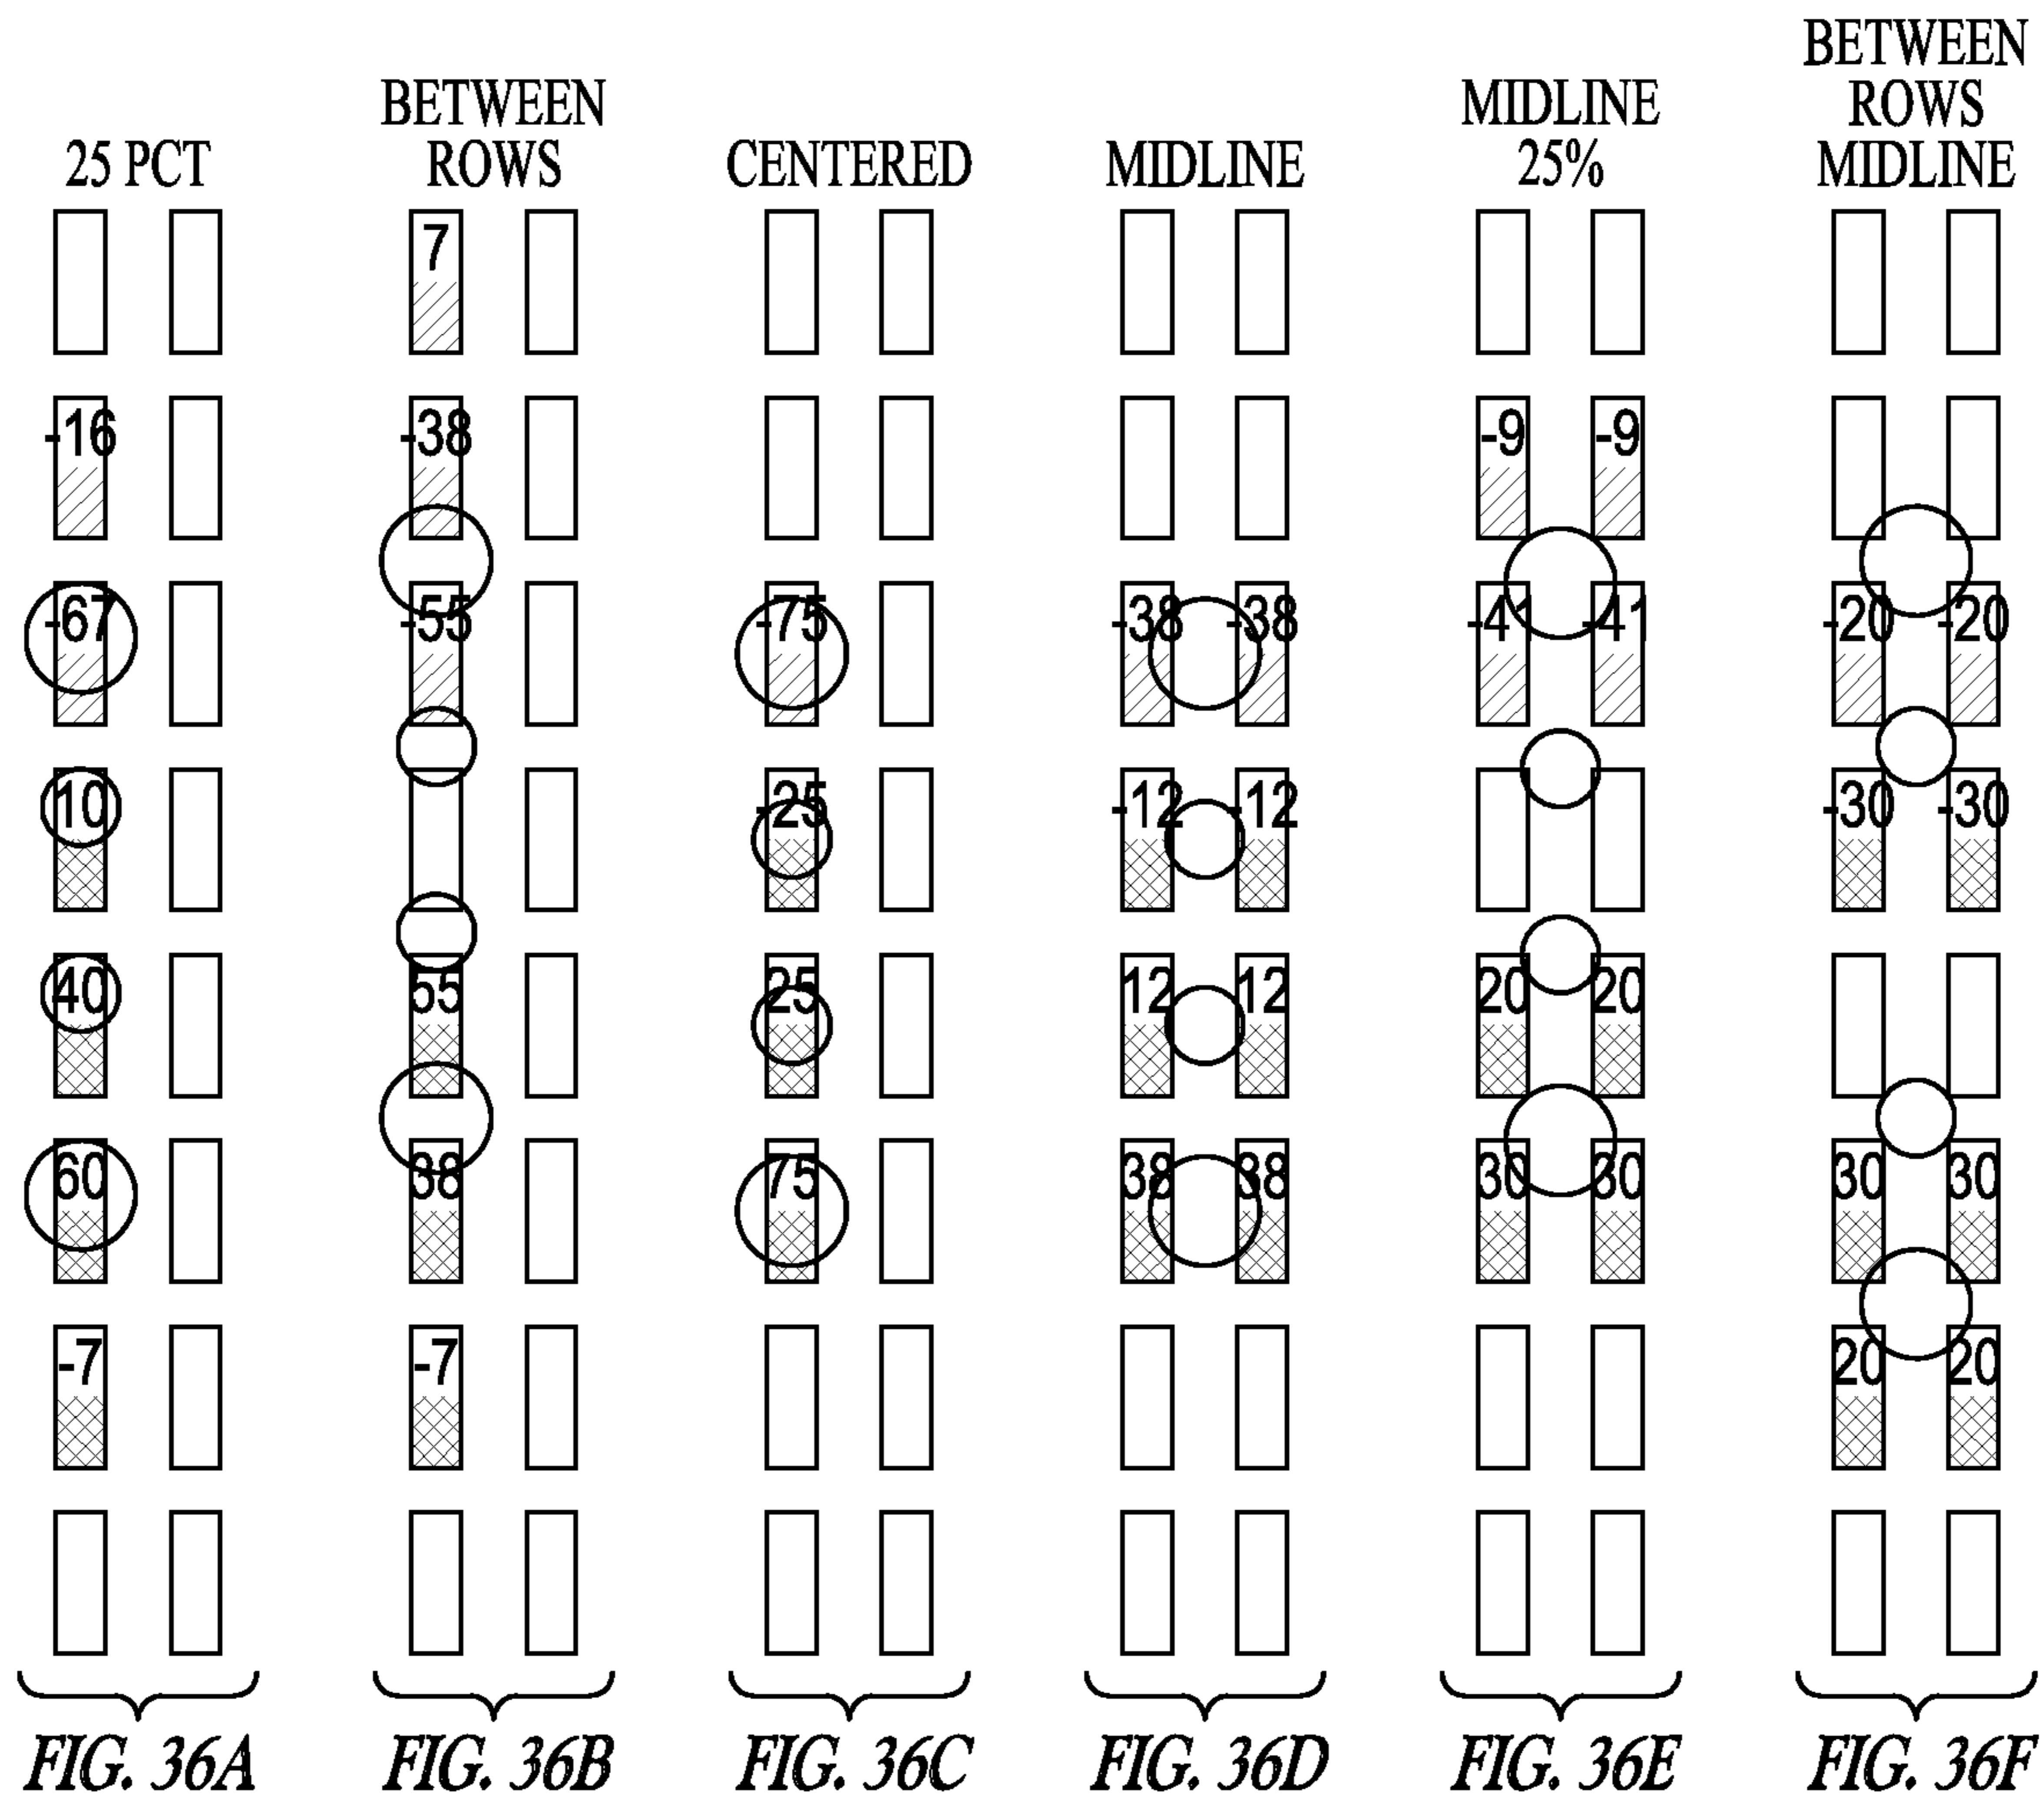 BETWEEN
ROWS
MIDLINE
BETWEEN
ROWS
MIDLINE
25%
25 PCT
CENTERED
MIDLINE
7
-16
-38
-9 -9
-67
-55
-75
-38 -38
-41 -41
-20 -20
10
-25
-12 -12
-30 -30
40
55
25
12 12
20 20
60
38
75
38 38
30 30
30 30
-7
-7
20 20
FIG. 36A
FIG. 36B
FIG. 36C
FIG. 36D
FIG. 36E
FIG. 36F